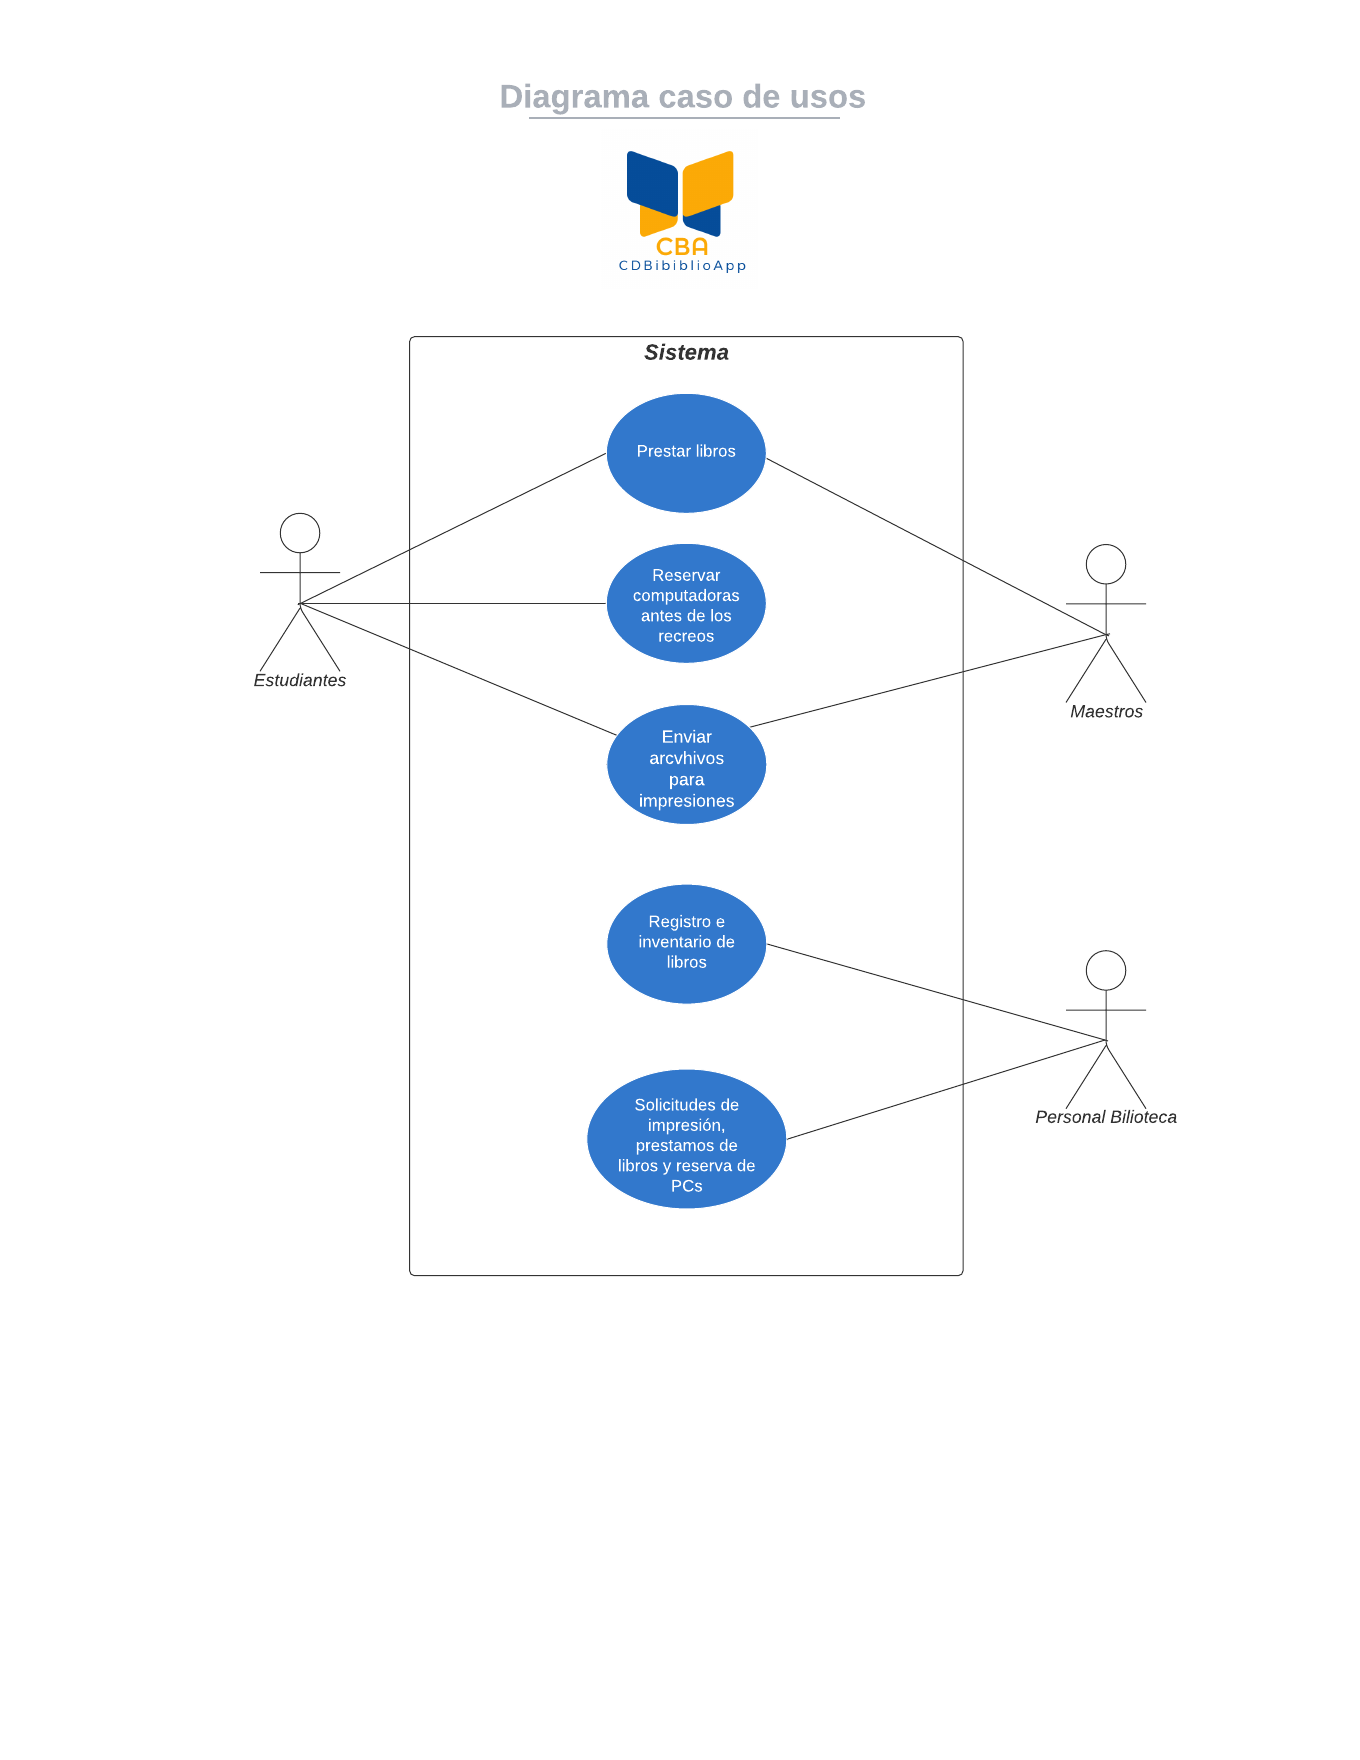 Diagrama caso de usos
CBA
CDBibiblioApp
Sistema
Prestar libros
Reservar
computadoras
antes de los
recreos
Estudiantes
Maestros
Enviar
arcvhivos
para
impresiones
Registro e
inventario de
libros
Personal Bilioteca
Solicitudes de
impresión,
prestamos de
libros y reserva de
PCs